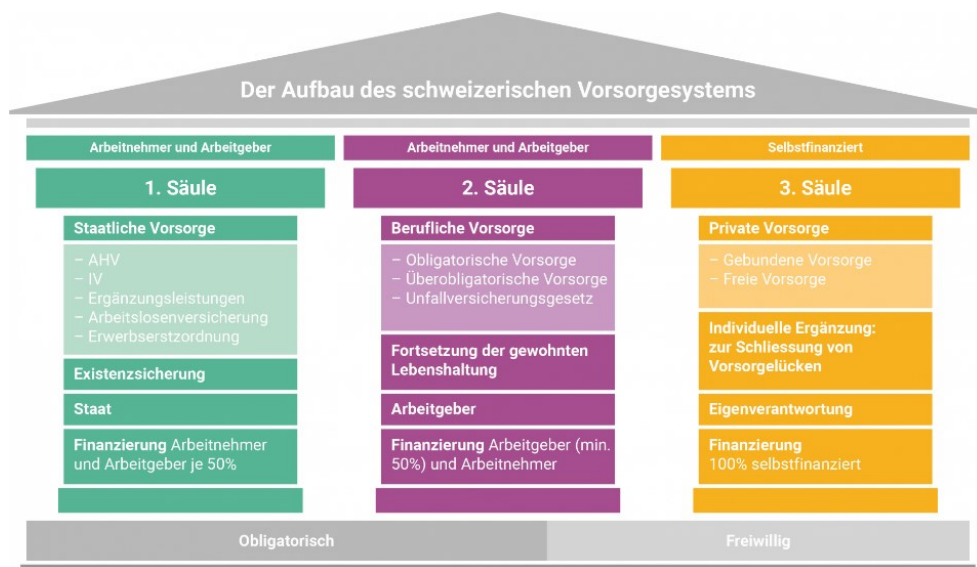 Der Aufbau des schweizerischen Vorsorgesystems
Arbeitnehmer und Arbeitgeber
1. Säule
Staatliche Vorsorge
– AHV
– IV
– Ergänzungsleistungen
– Arbeitslosenversicherung
– Erwerbserstzordnung
Existenzsicherung
Staat
Finanzierung Arbeitnehmer
und Arbeitgeber je 50%
Arbeitnehmer und Arbeitgeber
2. Säule
Berufliche Vorsorge
– Obligatorische Vorsorge
– Überobligatorische Vorsorge
– Unfallversicherungsgesetz
Fortsetzung der gewohnten
Lebenshaltung
Arbeitgeber
Finanzierung Arbeitgeber (min.
50%) und Arbeitnehmer
Selbstfinanziert
3. Säule
Private Vorsorge
– Gebundene Vorsorge
– Freie Vorsorge
Individuelle Ergänzung:
zur Schliessung von
Vorsorgelücken
Eigenverantwortung
Finanzierung
100% selbstfinanziert
Obligatorisch
Freiwillig